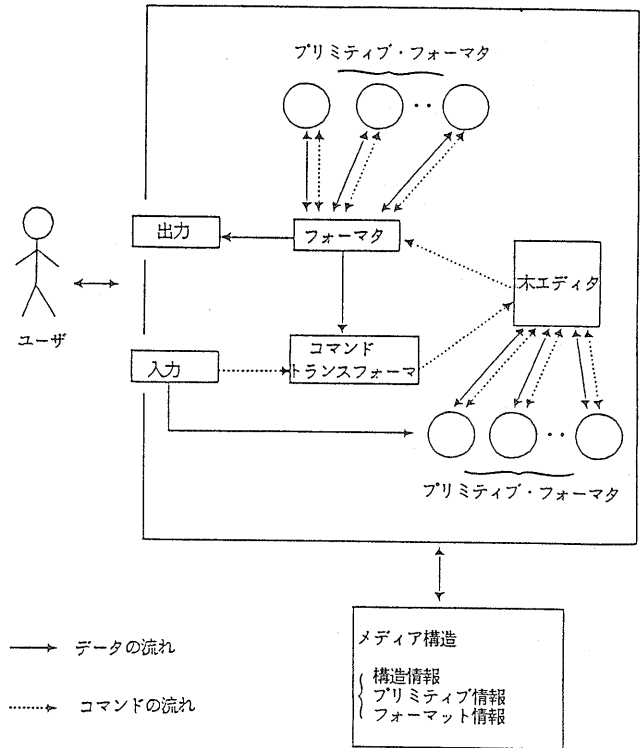 プリミティブ・フォーマタ
出力
フォーマタ
木エディタ
ユーザ
コマンド
トランスフォーマ
入力
プリミティブ・フォーマタ
メディア構造
構造情報
プリミティブ情報
フォーマット情報
データの流れ
コマンドの流れ